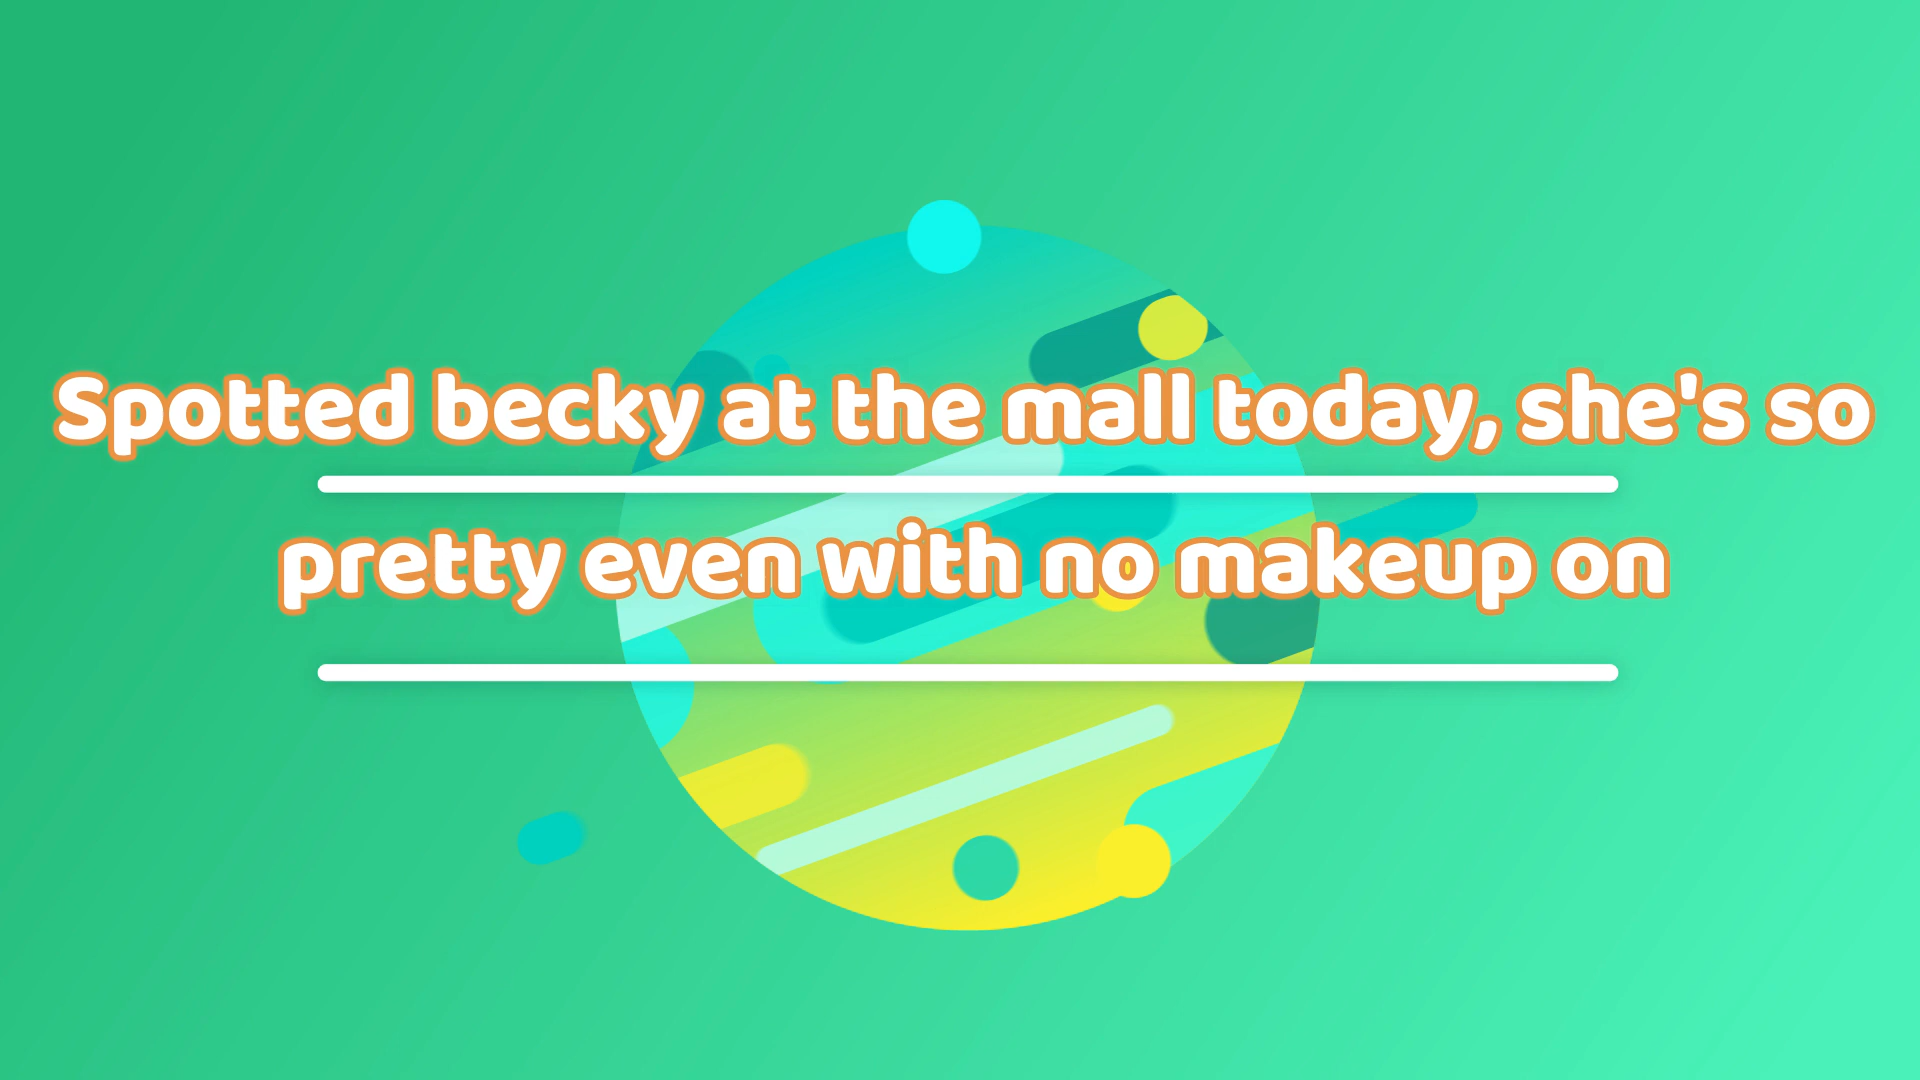 Spotted becky at the mall today, she's so
pretty even with no makeup on